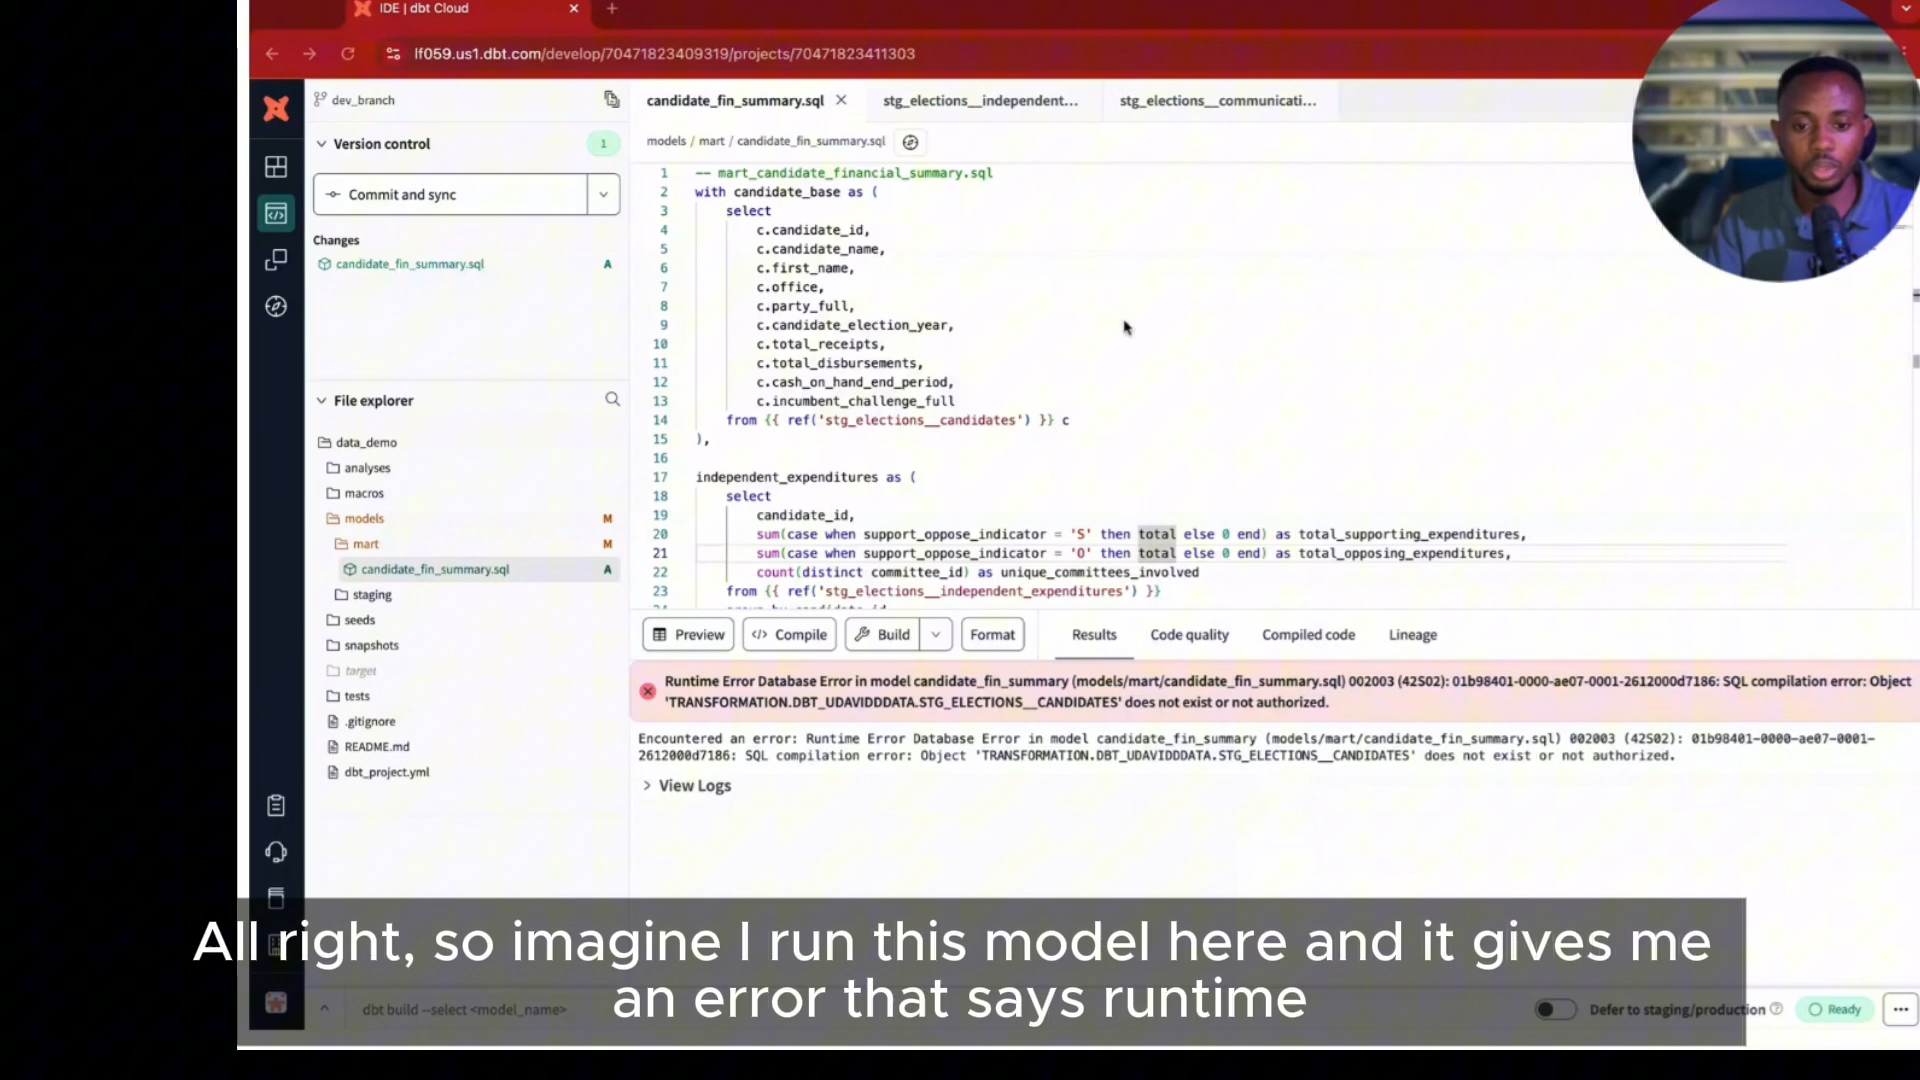 IDE | dbt Cloud
lf059.us1.dbt.com/develop/70471823409319/projects/70471823411303
dev_branch
Version control
1
Commit and sync
Changes
candidate_fin_summary.sql A
File explorer
data_demo
analyses
macros
models M
mart M
candidate_fin_summary.sql A
staging
seeds
snapshots
target
tests
.gitignore
README.md
dbt_project.yml
candidate_fin_summary.sql
stg_elections__independent...
stg_elections__communicati...
models / mart / candidate_fin_summary.sql
1 -- mart_candidate_financial_summary.sql
2 with candidate_base as (
3 select
4 c.candidate_id,
5 c.candidate_name,
6 c.first_name,
7 c.office,
8 c.party_full,
9 c.candidate_election_year,
10 c.total_receipts,
11 c.total_disbursements,
12 c.cash_on_hand_end_period,
13 c.incumbent_challenge_full
14 from {{ ref('stg_elections__candidates') }} c
15 ),
16
17 independent_expenditures as (
18 select
19 candidate_id,
20 sum(case when support_oppose_indicator = 'S' then total else 0 end) as total_supporting_expenditures,
21 sum(case when support_oppose_indicator = 'O' then total else 0 end) as total_opposing_expenditures,
22 count(distinct committee_id) as unique_committees_involved
23 from {{ ref('stg_elections__independent_expenditures') }}
Preview
Compile
Build
Format
Results
Code quality
Compiled code
Lineage
Runtime Error Database Error in model candidate_fin_summary (models/mart/candidate_fin_summary.sql) 002003 (42S02): 01b98401-0000-ae07-0001-2612000d7186: SQL compilation error: Object
'TRANSFORMATION.DBT_UDAVIDDDATA.STG_ELECTIONS__CANDIDATES' does not exist or not authorized.
Encountered an error: Runtime Error Database Error in model candidate_fin_summary (models/mart/candidate_fin_summary.sql) 002003 (42S02): 01b98401-0000-ae07-0001-
2612000d7186: SQL compilation error: Object 'TRANSFORMATION.DBT_UDAVIDDDATA.STG_ELECTIONS__CANDIDATES' does not exist or not authorized.
View Logs
All right, so imagine I run this model here and it gives me
an error that says runtime
dbt build --select <model_name>
Defer to staging/production
Ready